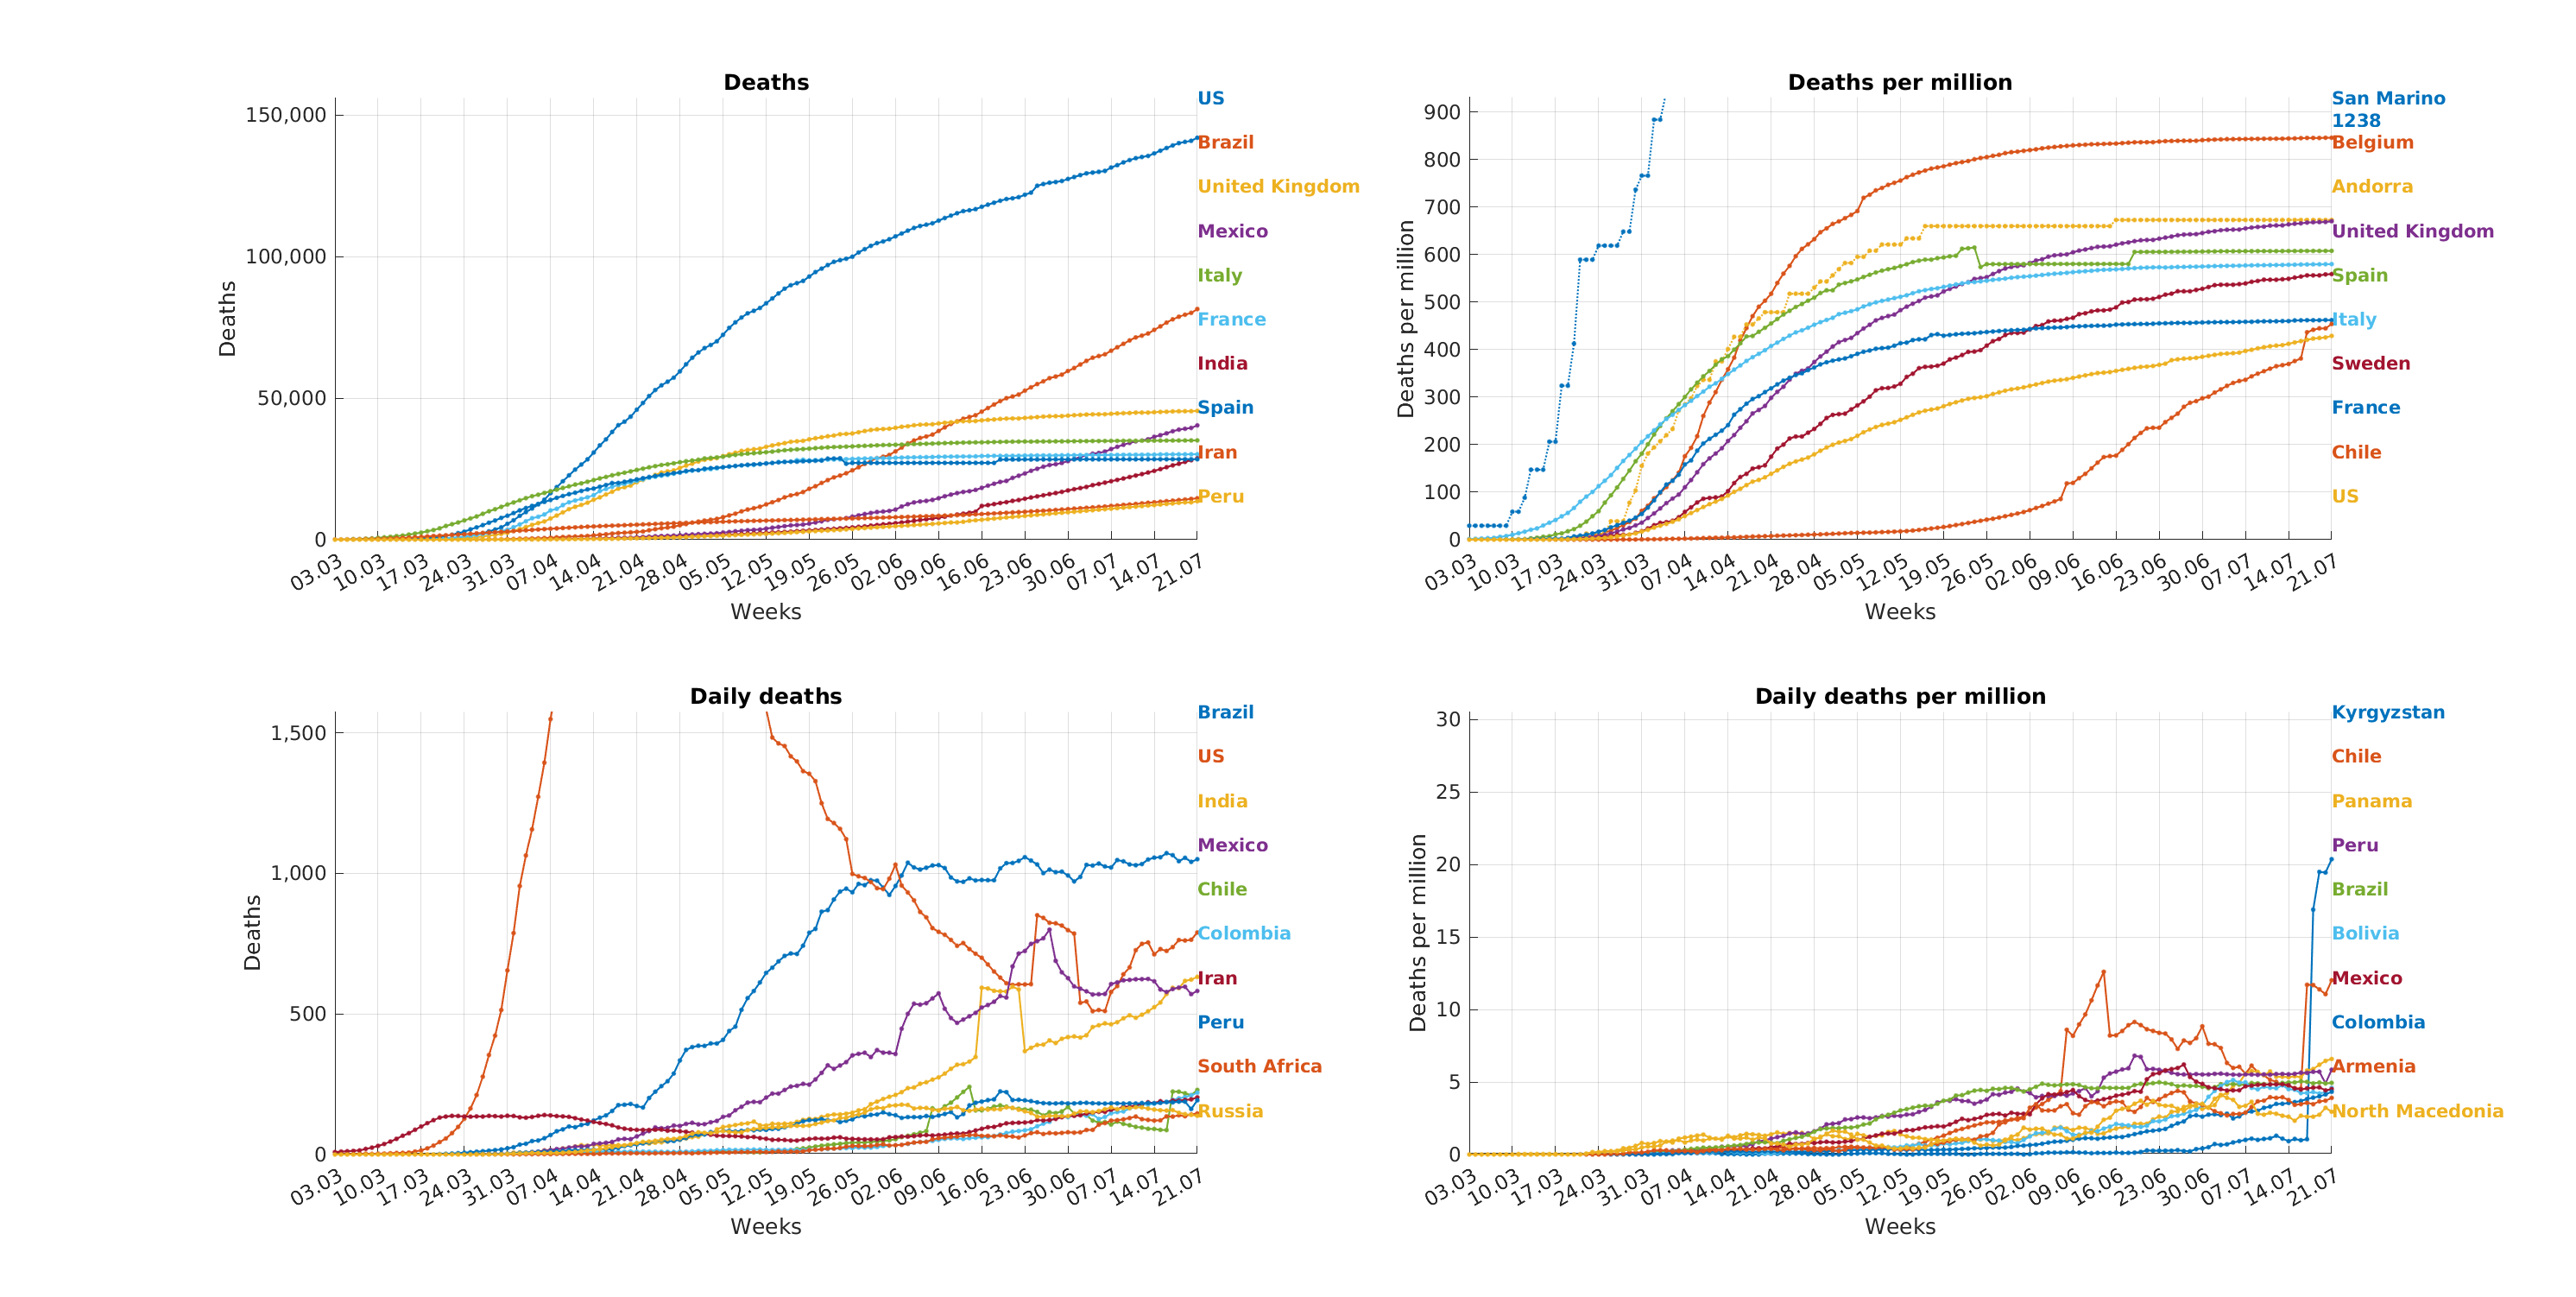 Deaths
150,000
100,000
50,000
0
Deaths
03.03 10.03 17.03 24.03 31.03 07.04 14.04 21.04 28.04 05.05 12.05 19.05 26.05 02.06 09.06 16.06 23.06 30.06 07.07 14.07 21.07
Weeks
US
Brazil
United Kingdom
Mexico
Italy
France
India
Spain
Iran
Peru
Deaths per million
900
800
700
600
500
400
300
200
100
0
Deaths per million
03.03 10.03 17.03 24.03 31.03 07.04 14.04 21.04 28.04 05.05 12.05 19.05 26.05 02.06 09.06 16.06 23.06 30.06 07.07 14.07 21.07
Weeks
San Marino
1238
Belgium
Andorra
United Kingdom
Spain
Italy
Sweden
France
Chile
US
Daily deaths
1,500
1,000
500
0
Deaths
03.03 10.03 17.03 24.03 31.03 07.04 14.04 21.04 28.04 05.05 12.05 19.05 26.05 02.06 09.06 16.06 23.06 30.06 07.07 14.07 21.07
Weeks
Brazil
US
India
Mexico
Chile
Colombia
Iran
Peru
South Africa
Russia
Daily deaths per million
30
25
20
15
10
5
0
Deaths per million
03.03 10.03 17.03 24.03 31.03 07.04 14.04 21.04 28.04 05.05 12.05 19.05 26.05 02.06 09.06 16.06 23.06 30.06 07.07 14.07 21.07
Weeks
Kyrgyzstan
Chile
Panama
Peru
Brazil
Bolivia
Mexico
Colombia
Armenia
North Macedonia